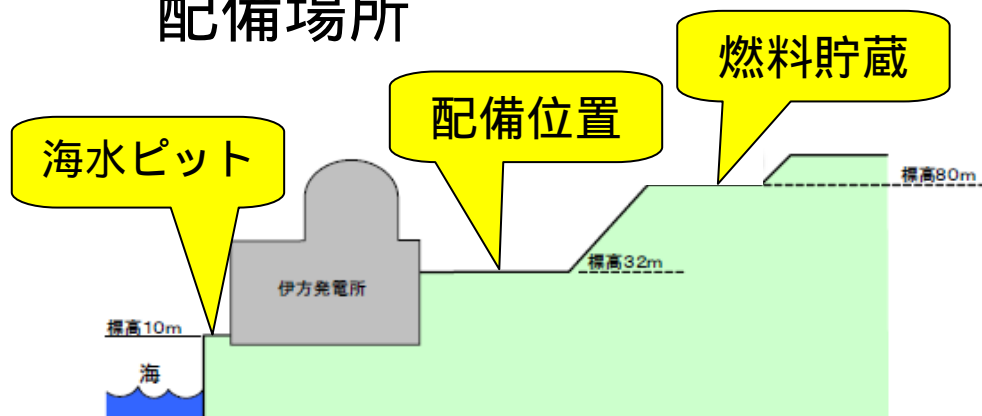 配備場所
燃料貯蔵
配備位置
海水ピット
標高80m
標高32m
伊方発電所
標高10m
海